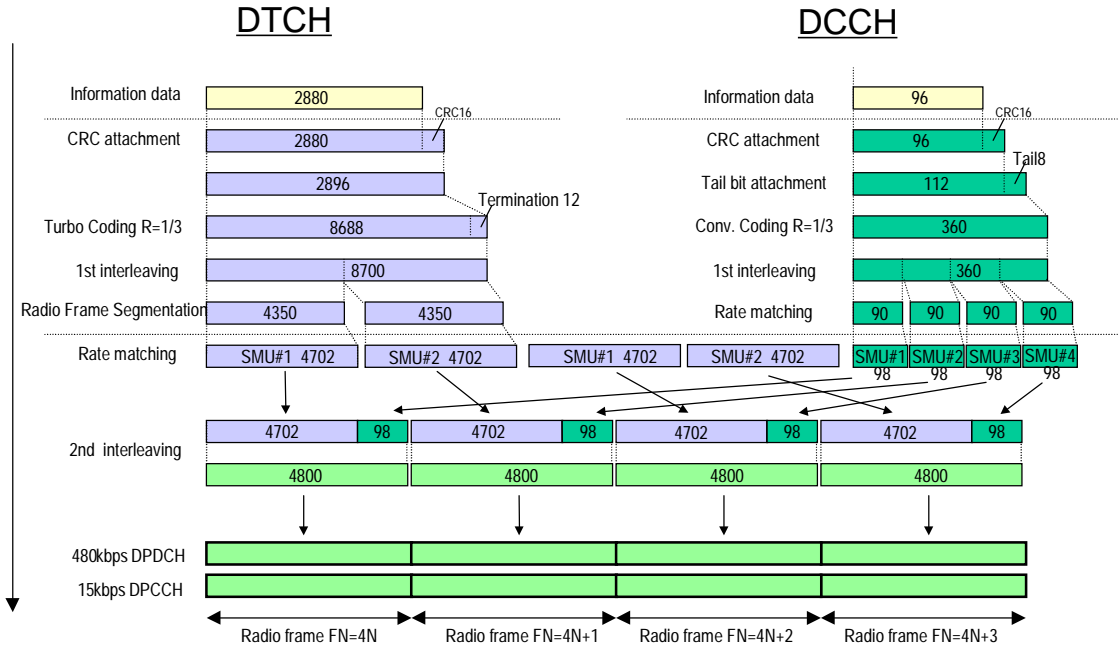 DTCH DCCH
Information data 2880 Information data 96
CRC16 CRC16
CRC attachment 2880 CRC attachment 96
Tail8
2896 Tail bit attachment 112
Termination 12
Turbo Coding R=1/3 8688 Conv. Coding R=1/3 360
1st interleaving 8700 1st interleaving 360
Radio Frame Segmentation 4350 4350 Rate matching 90 90 90 90
Rate matching SMU#1 4702 SMU#2 4702 SMU#1 4702 SMU#2 4702 SMU#1 SMU#2 SMU#3 SMU#4
98 98 98 98
4702 98 4702 98 4702 98 4702 98
2nd interleaving
4800 4800 4800 4800
480kbps DPDCH
15kbps DPCCH
Radio frame FN=4N Radio frame FN=4N+1 Radio frame FN=4N+2 Radio frame FN=4N+3